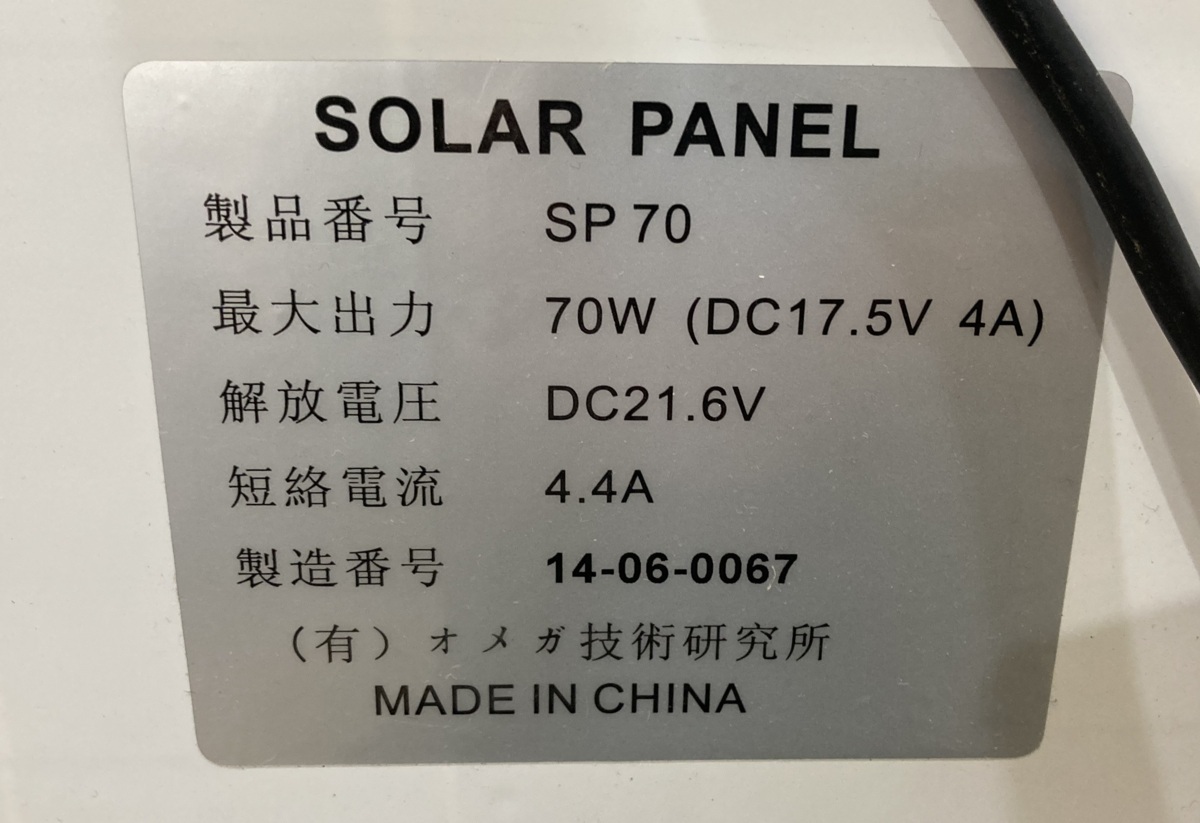 SOLAR PANEL
製品番号 SP 70
最大出力 70W (DC17.5V 4A)
解放電圧 DC21.6V
短絡電流 4.4A
製造番号 14-06-0067
（有）オメガ技術研究所
MADE IN CHINA